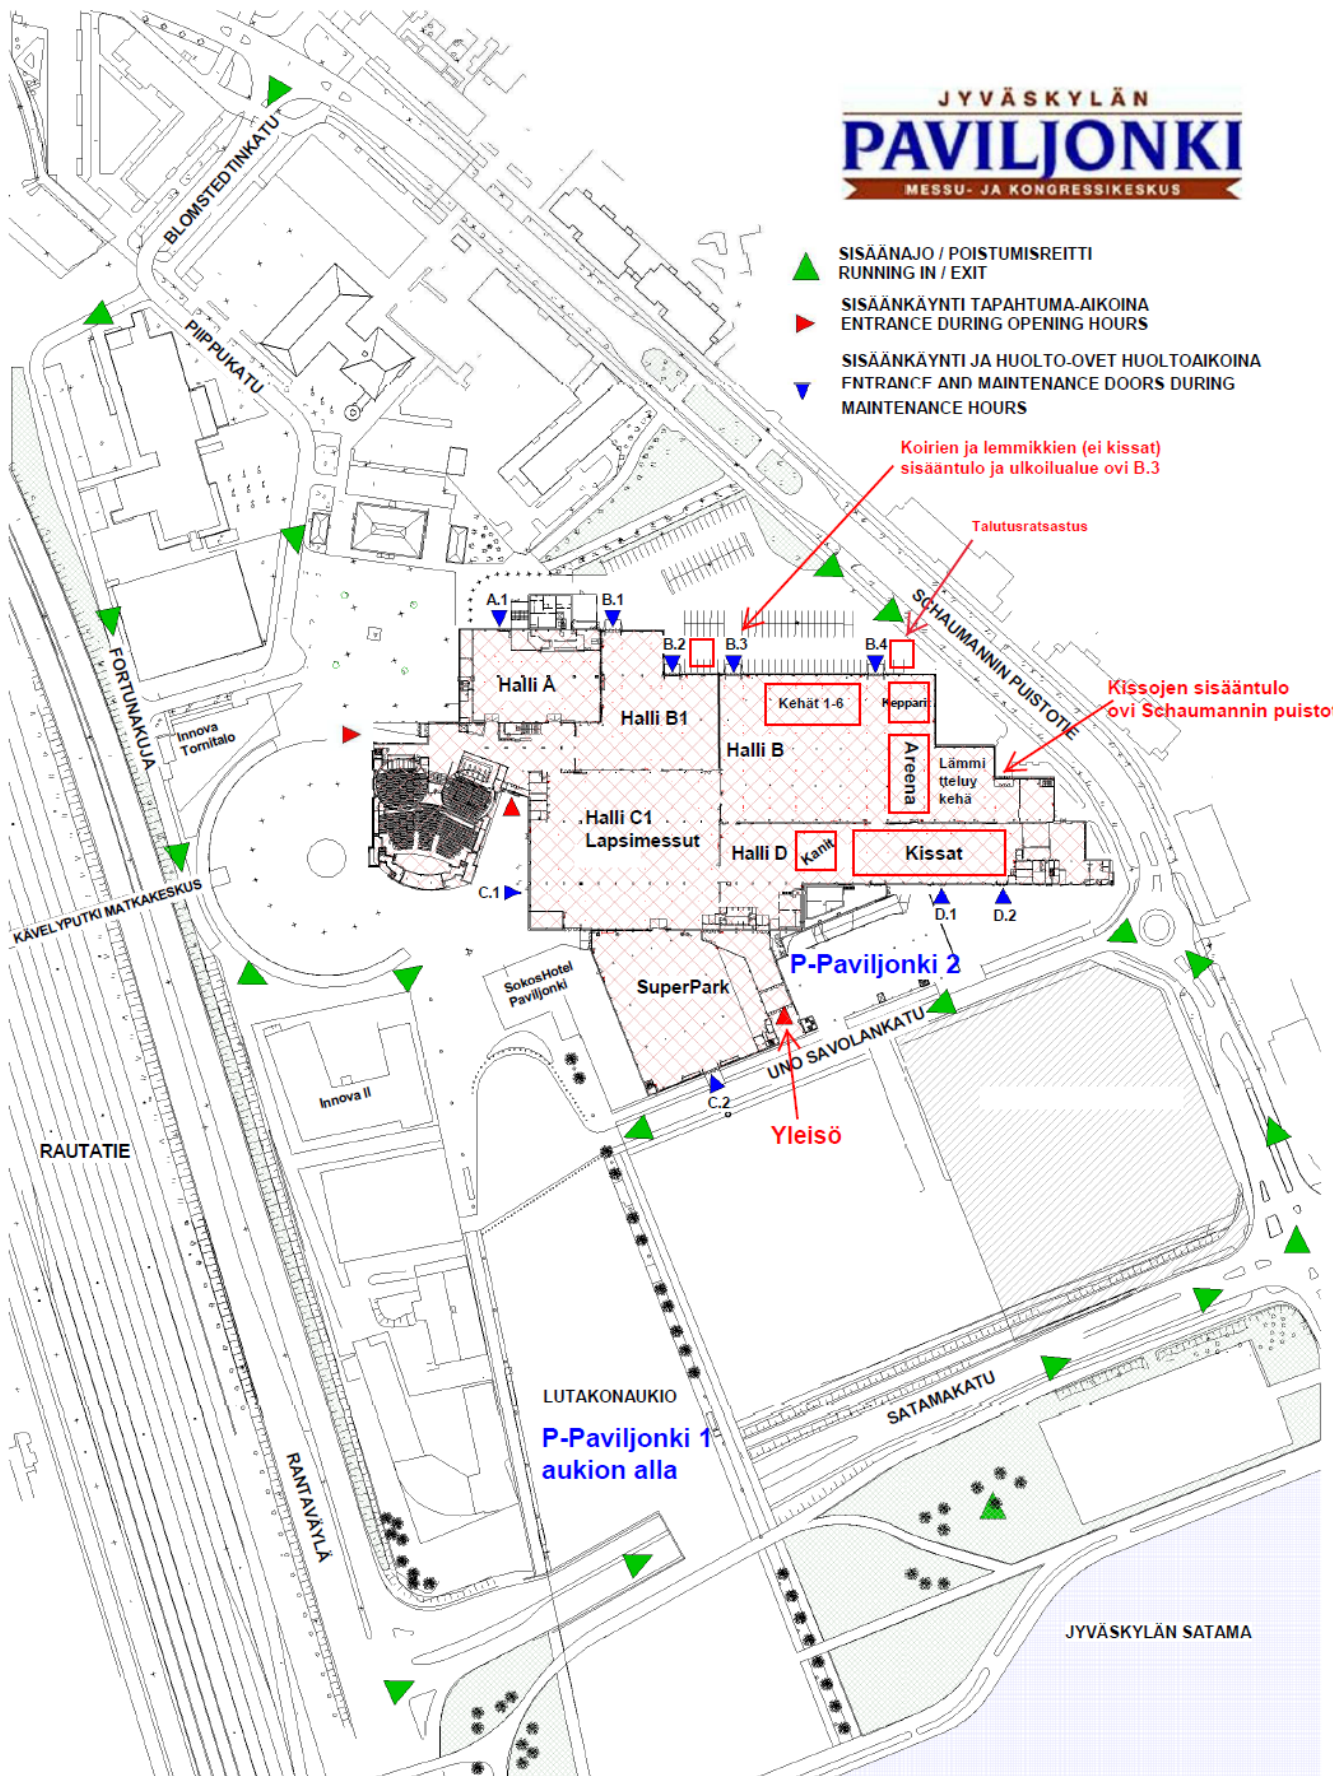 JYVÄSKYLÄN
PAVILJONKI
MESSU- JA KONGRESSIKESKUS
SISÄÄNAJO / POISTUMISREITTI
RUNNING IN / EXIT
SISÄÄNKÄYNTI TAPAHTUMA-AIKOINA
ENTRANCE DURING OPENING HOURS
SISÄÄNKÄYNTI JA HUOLTO-OVET HUOLTOAIKOINA
ENTRANCE AND MAINTENANCE DOORS DURING
MAINTENANCE HOURS
BLOMSTEDTINKATU
PIIPPUKATU
Koirien ja lemmikkien (ei kissat)
sisääntulo ja ulkoilualue ovi B.3
Talutusratsastus
SCHAUMANNIN PUISTOTIE
A.1
B.1
B.2
B.3
B.4
FORTUNAKUJA
Halli A
Halli B1
Kehät 1-6
Kepparit
Kissojen sisääntulo
ovi Schaumannin puistot
Innova
Tornitalo
Halli B
Areena
Lämmi
tteluy
kehä
Halli C1
Lapsimessut
Halli D
Kanit
Kissat
C.1
D.1
D.2
KÄVELYPUTKI MATKAKESKUS
SokosHotel
Paviljonki
SuperPark
P-Paviljonki 2
UNO SAVOLANKATU
C.2
Innova II
Yleisö
RAUTATIE
LUTAKONAUKIO
P-Paviljonki 1
aukion alla
SATAMAKATU
RANTAVÄYLÄ
JYVÄSKYLÄN SATAMA